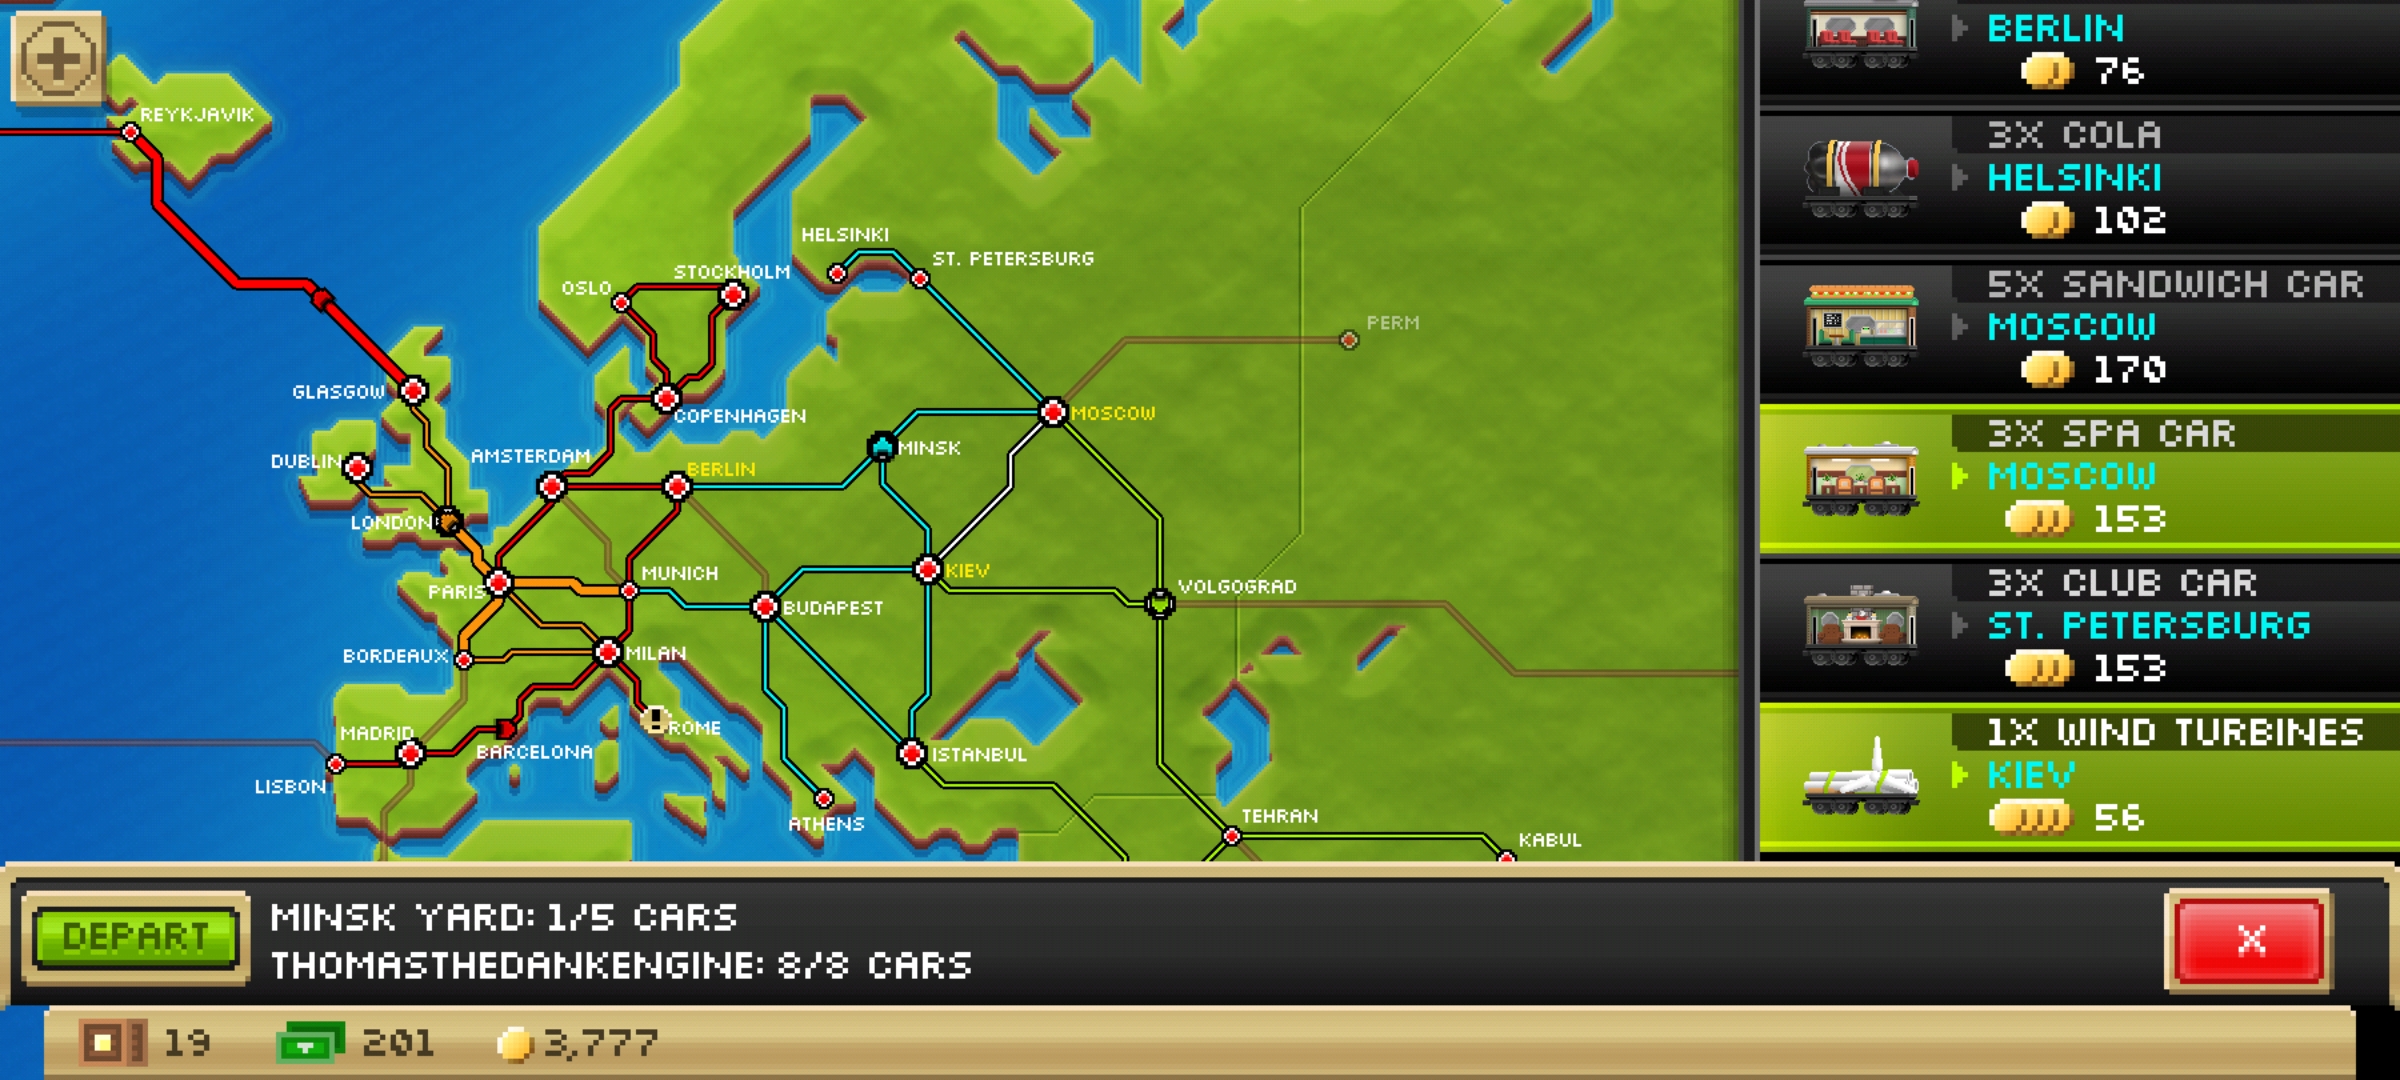 REYKJAVIK
HELSINKI
ST. PETERSBURG
STOCKHOLM
OSLO
PERM
GLASGOW
COPENHAGEN
MOSCOW
MINSK
DUBLIN
AMSTERDAM
BERLIN
LONDON
MUNICH
KIEV
VOLGOGRAD
PARIS
BUDAPEST
BORDEAUX
MILAN
MADRID
ROME
BARCELONA
ISTANBUL
LISBON
ATHENS
TEHRAN
KABUL
BERLIN
76
3X COLA
HELSINKI
102
5X SANDWICH CAR
MOSCOW
170
3X SPA CAR
MOSCOW
153
3X CLUB CAR
ST. PETERSBURG
153
1X WIND TURBINES
KIEV
56
DEPART
MINSK YARD: 1/5 CARS
THOMASTHEDANKENGINE: 8/8 CARS
X
19
201
3,777